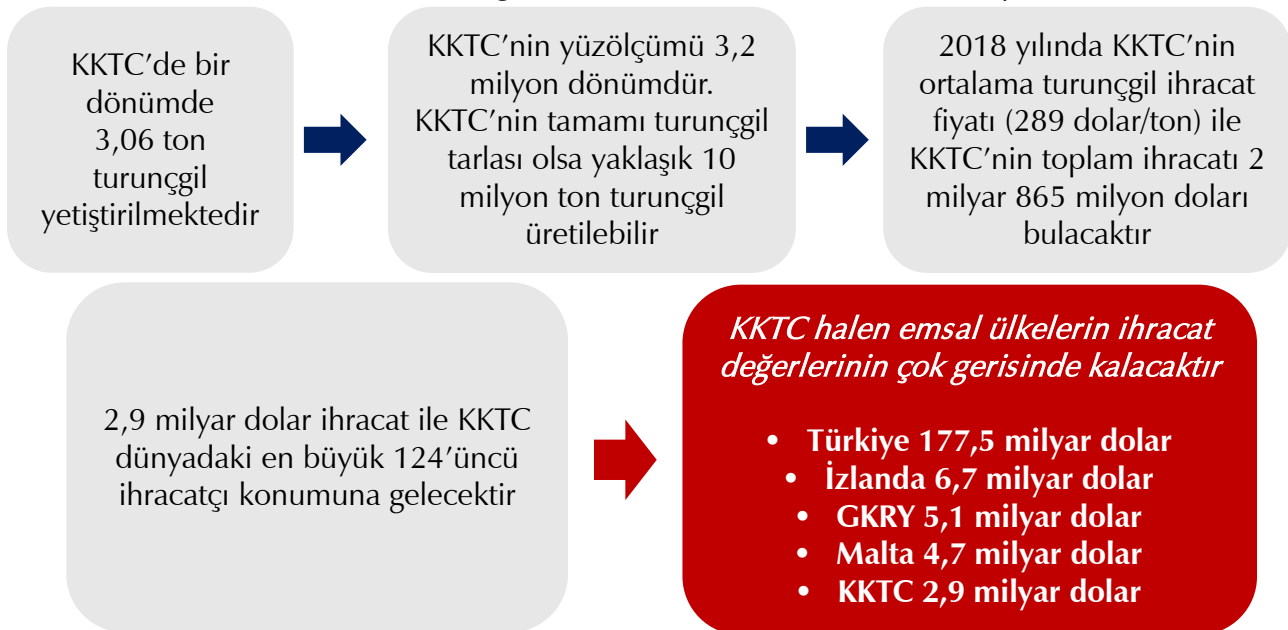 KKTC'de bir
dönümde
3,06 ton
turunçgil
yetiştirilmektedir
KKTC'nin yüzölçümü 3,2
milyon dönümdür.
KKTC'nin tamamı turunçgil
tarlası olsa yaklaşık 10
milyon ton turunçgil
üretilebilir
2018 yılında KKTC'nin
ortalama turunçgil ihracat
fiyatı (289 dolar/ton) ile
KKTC'nin toplam ihracatı 2
milyar 865 milyon doları
bulacaktır
2,9 milyar dolar ihracat ile KKTC
dünyadaki en büyük 124'üncü
ihracatçı konumuna gelecektir
KKTC halen emsal ülkelerin ihracat
değerlerinin çok gerisinde kalacaktır
• Türkiye 177,5 milyar dolar
• İzlanda 6,7 milyar dolar
• GKRY 5,1 milyar dolar
• Malta 4,7 milyar dolar
• KKTC 2,9 milyar dolar